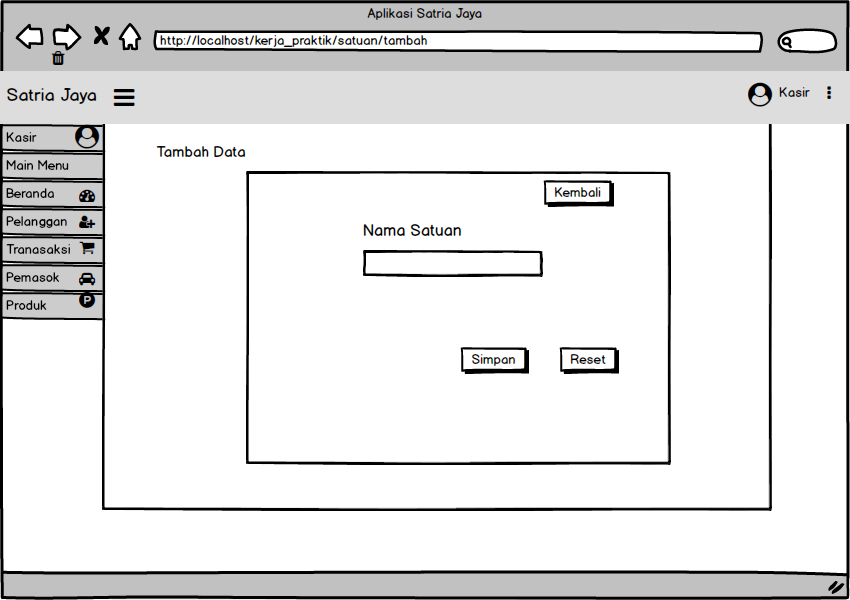 Aplikasi Satria Jaya
http://localhost/kerja_praktik/satuan/tambah
Satria Jaya
Kasir
Kasir
Main Menu
Beranda
Pelanggan
Tranasaksi
Pemasok
Produk
P
Tambah Data
Kembali
Nama Satuan
Simpan
Reset